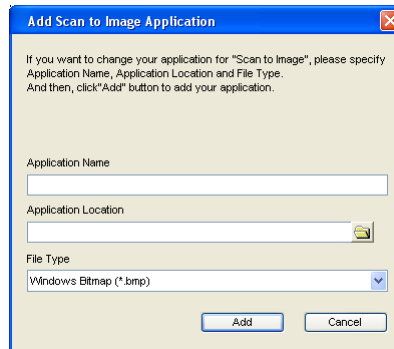 Add Scan to Image Application
If you want to change your application for "Scan to Image", please specify
Application Name, Application Location and File Type.
And then, click"Add" button to add your application.
Application Name
Application Location
File Type
Windows Bitmap (*.bmp)
Add
Cancel